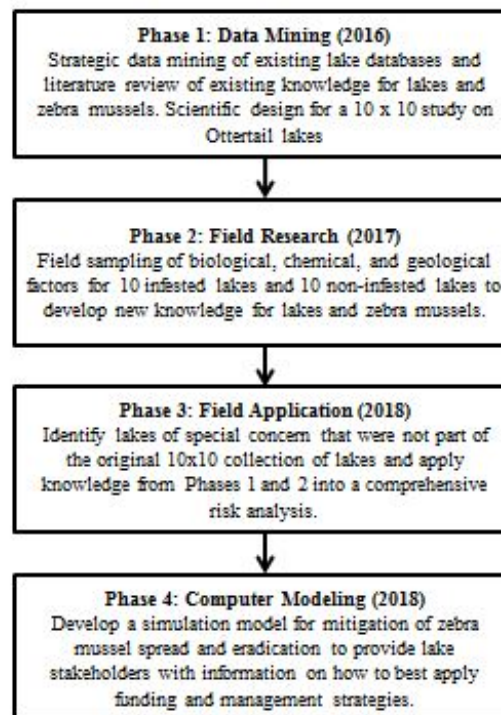 Phase 1: Data Mining (2016)
Strategic data mining of existing lake databases and
literature review of existing knowledge for lakes and
zebra mussels. Scientific design for a 10 x 10 study on
Ottertail lakes
Phase 2: Field Research (2017)
Field sampling of biological, chemical, and geological
factors for 10 infested lakes and 10 non-infested lakes to
develop new knowledge for lakes and zebra mussels.
Phase 3: Field Application (2018)
Identify lakes of special concern that were not part of
the original 10x10 collection of lakes and apply
knowledge from Phases 1 and 2 into a comprehensive
risk analysis.
Phase 4: Computer Modeling (2018)
Develop a simulation model for mitigation of zebra
mussel spread and eradication to provide lake
stakeholders with information on how to best apply
funding and management strategies.